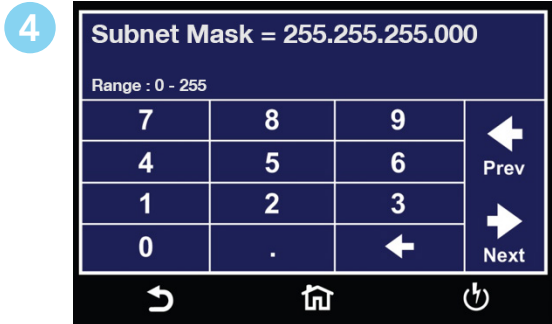 4
Subnet Mask = 255.255.255.000
Range : 0 - 255
7 8 9
4 5 6
Prev
1 2 3
0 .
Next